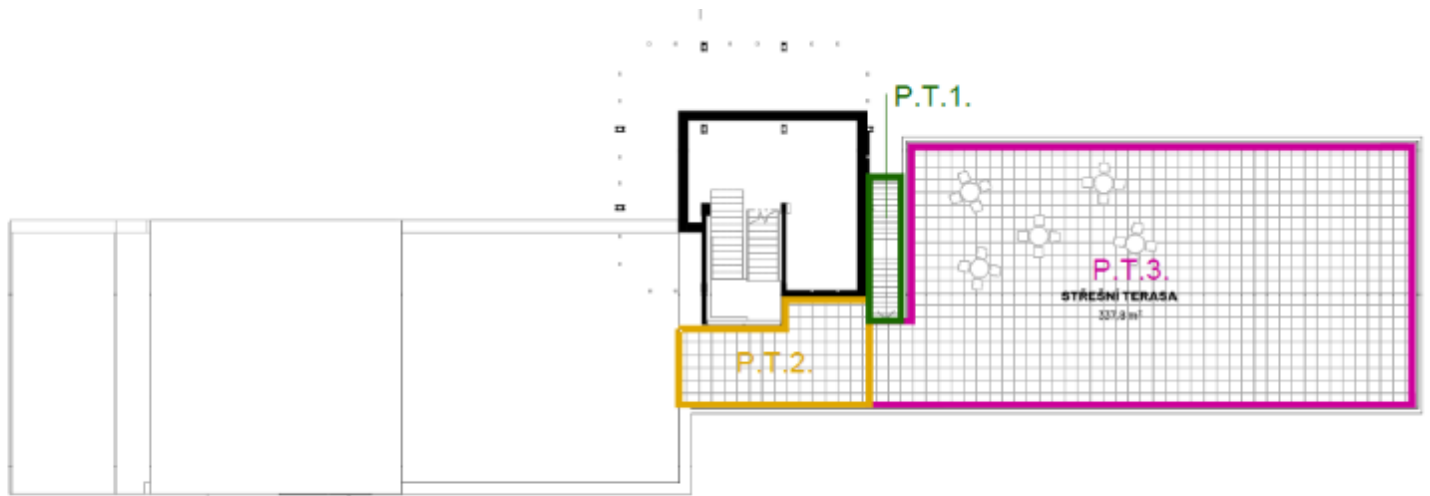 P.T.1.
P.T.3.
STŘEŠNÍ TERASA
337,8 m²
P.T.2.